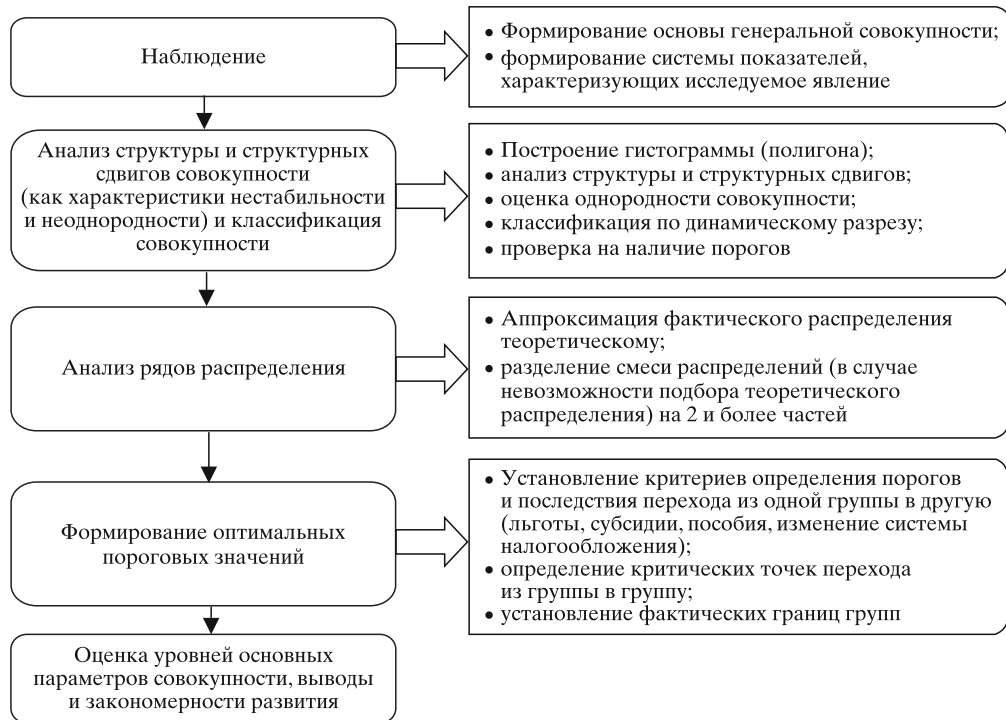 Наблюдение
• Формирование основы генеральной совокупности;
• формирование системы показателей,
характеризующих исследуемое явление
Анализ структуры и структурных
сдвигов совокупности
(как характеристики нестабильности
и неоднородности) и классификация
совокупности
• Построение гистограммы (полигона);
• анализ структуры и структурных сдвигов;
• оценка однородности совокупности;
• классификация по динамическому разрезу;
• проверка на наличие порогов
Анализ рядов распределения
• Аппроксимация фактического распределения
теоретическому;
• разделение смеси распределений (в случае
невозможности подбора теоретического
распределения) на 2 и более частей
Формирование оптимальных
пороговых значений
• Установление критериев определения порогов
и последствия перехода из одной группы в другую
(льготы, субсидии, пособия, изменение системы
налогообложения);
• определение критических точек перехода
из группы в группу;
• установление фактических границ групп
Оценка уровней основных
параметров совокупности, выводы
и закономерности развития